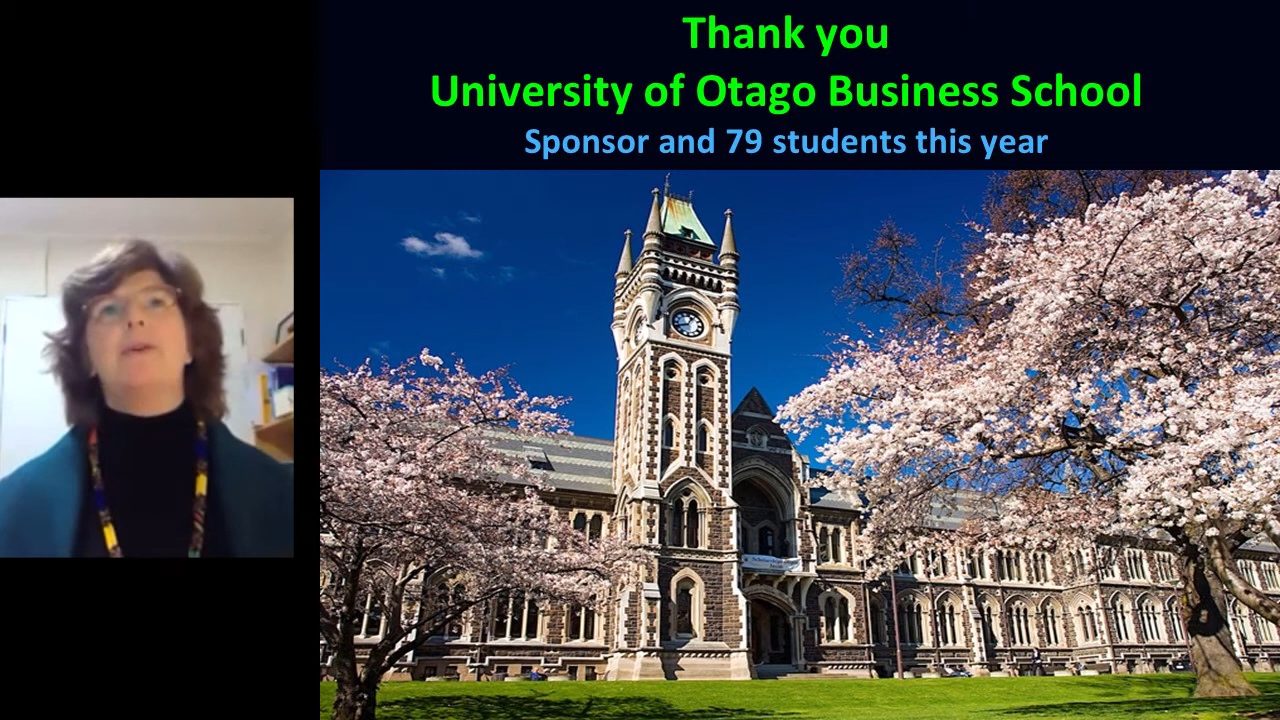 Thank you
University of Otago Business School
Sponsor and 79 students this year